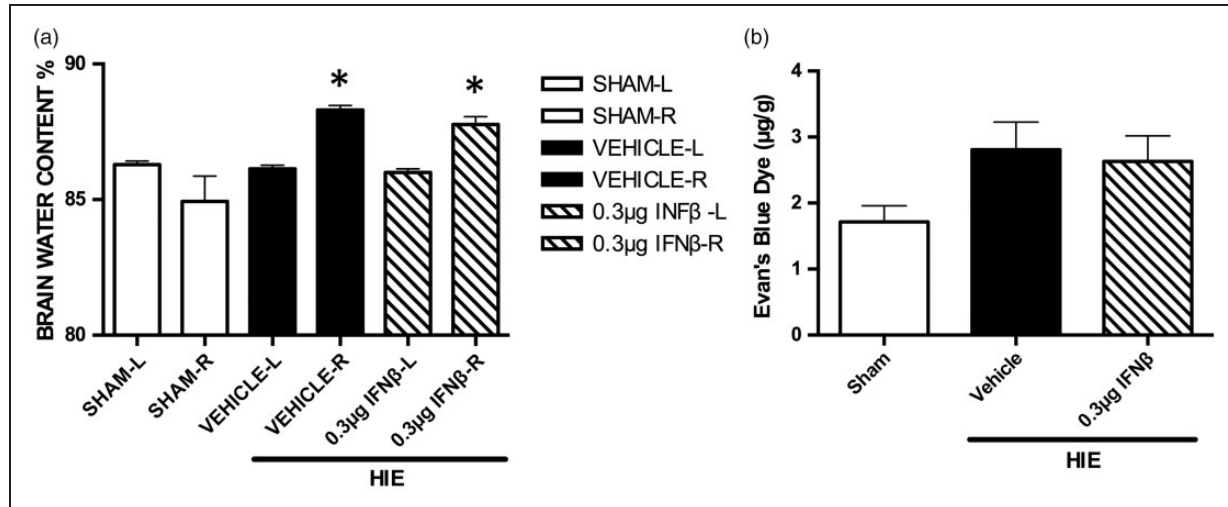 (a)
BRAIN WATER CONTENT %
90
85
80
*
*
SHAM-L
SHAM-R
VEHICLE-L
VEHICLE-R
0.3µg IFNβ-L
0.3µg IFNβ-R
HIE
SHAM-L
SHAM-R
VEHICLE-L
VEHICLE-R
0.3µg INFβ -L
0.3µg IFNβ-R
(b)
Evan's Blue Dye (µg/g)
4
3
2
1
0
Sham
Vehicle
0.3µg IFNβ
HIE